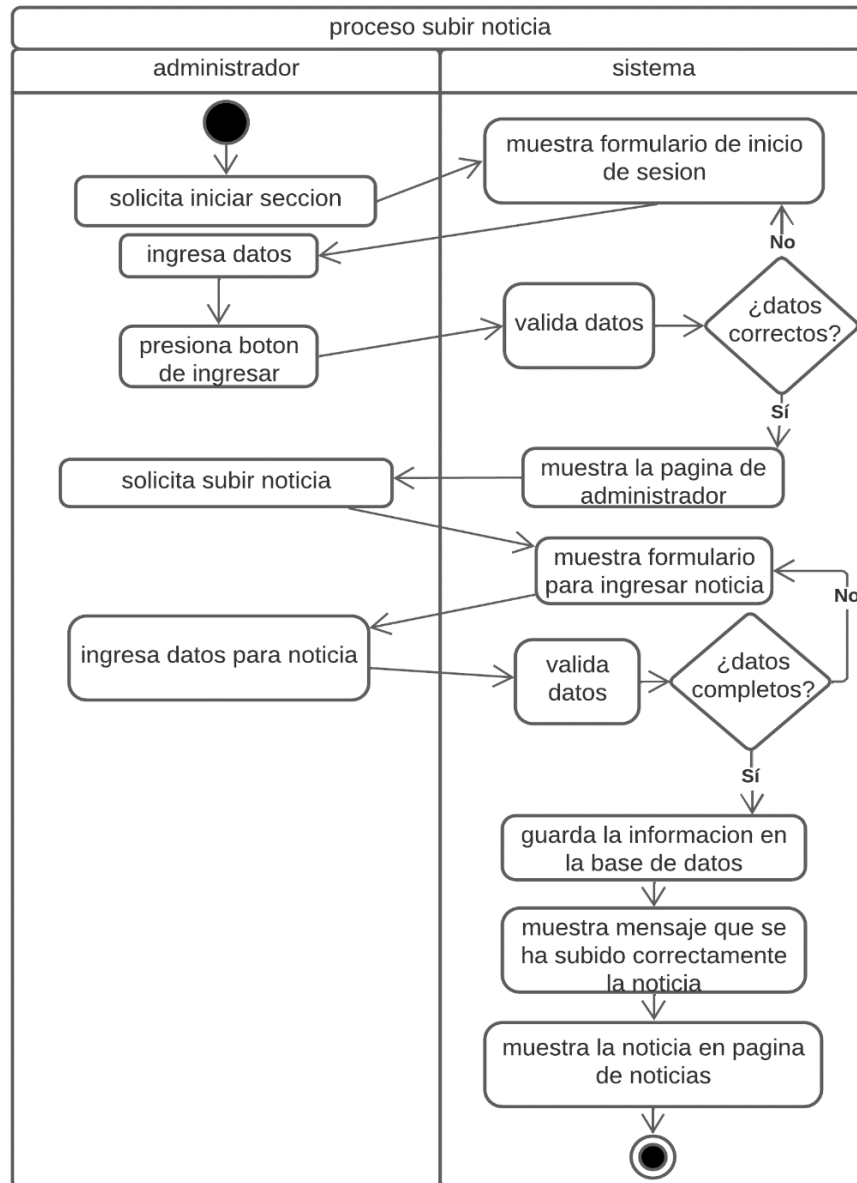 proceso subir noticia
administrador
sistema
muestra formulario de inicio
de sesion
solicita iniciar seccion
No
ingresa datos
valida datos
¿datos
correctos?
presiona boton
de ingresar
Sí
muestra la pagina de
administrador
solicita subir noticia
muestra formulario
para ingresar noticia
No
ingresa datos para noticia
valida
datos
¿datos
completos?
Sí
guarda la informacion en
la base de datos
muestra mensaje que se
ha subido correctamente
la noticia
muestra la noticia en pagina
de noticias